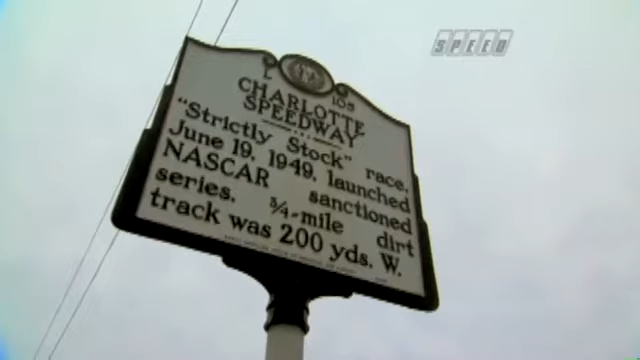 SPEED
L 105
CHARLOTTE
SPEEDWAY
"Strictly Stock" race,
June 19, 1949, launched
NASCAR sanctioned
series. 3/4-mile dirt
track was 200 yds. W.